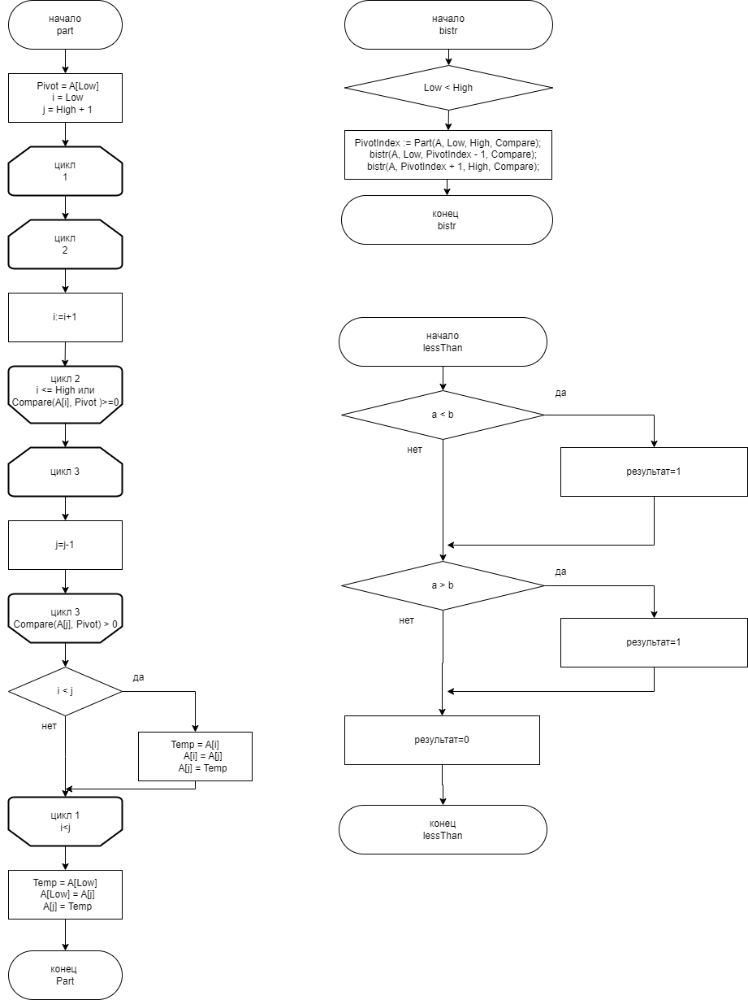 начало
part
Pivot = A[Low]
i = Low
j = High + 1
цикл
1
цикл
2
i:=i+1
цикл 2
i <= High или
Compare(A[i], Pivot )>=0
цикл 3
j=j-1
цикл 3
Compare(A[j], Pivot) > 0
i < j
да
нет
Temp = A[i]
A[i] = A[j]
A[j] = Temp
цикл 1
i<j
Temp = A[Low]
A[Low] = A[j]
A[j] = Temp
конец
Part
начало
bistr
Low < High
PivotIndex := Part(A, Low, High, Compare);
bistr(A, Low, PivotIndex - 1, Compare);
bistr(A, PivotIndex + 1, High, Compare);
конец
bistr
начало
lessThan
a < b
да
нет
результат=1
a > b
да
нет
результат=1
результат=0
конец
lessThan